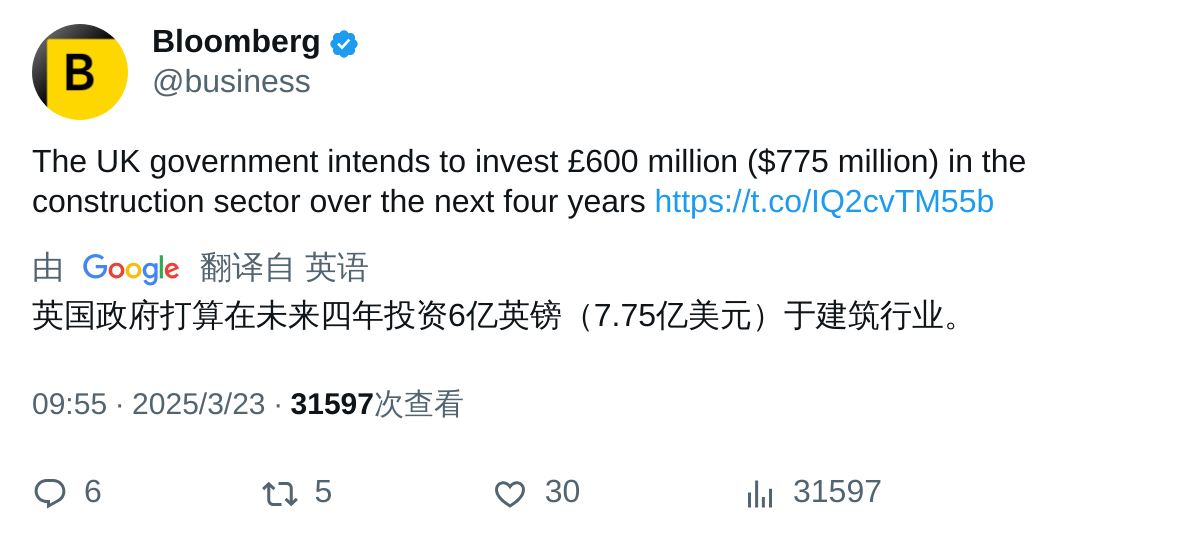 B
Bloomberg
@business
The UK government intends to invest £600 million ($775 million) in the
construction sector over the next four years https://t.co/IQ2cvTM55b
由 Google 翻译自 英语
英国政府打算在未来四年投资6亿英镑（7.75亿美元）于建筑行业。
09:55 · 2025/3/23 · 31597次查看
6 5 30 31597